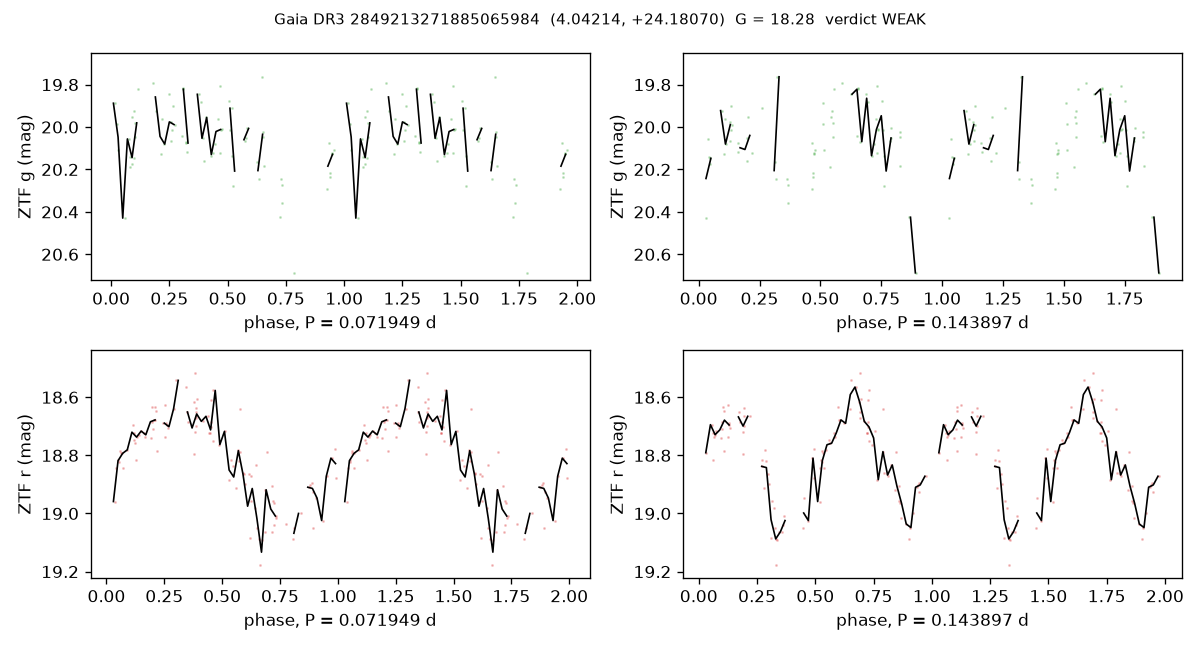 Gaia DR3 2849213271885065984 (4.04214, +24.18070) G = 18.28 verdict WEAK
ZTF g (mag)
19.8
20.0
20.2
20.4
20.6
0.00 0.25 0.50 0.75 1.00 1.25 1.50 1.75 2.00
phase, P = 0.071949 d
ZTF g (mag)
19.8
20.0
20.2
20.4
20.6
0.00 0.25 0.50 0.75 1.00 1.25 1.50 1.75
phase, P = 0.143897 d
ZTF r (mag)
18.6
18.8
19.0
19.2
0.00 0.25 0.50 0.75 1.00 1.25 1.50 1.75 2.00
phase, P = 0.071949 d
ZTF r (mag)
18.6
18.8
19.0
19.2
0.00 0.25 0.50 0.75 1.00 1.25 1.50 1.75 2.00
phase, P = 0.143897 d